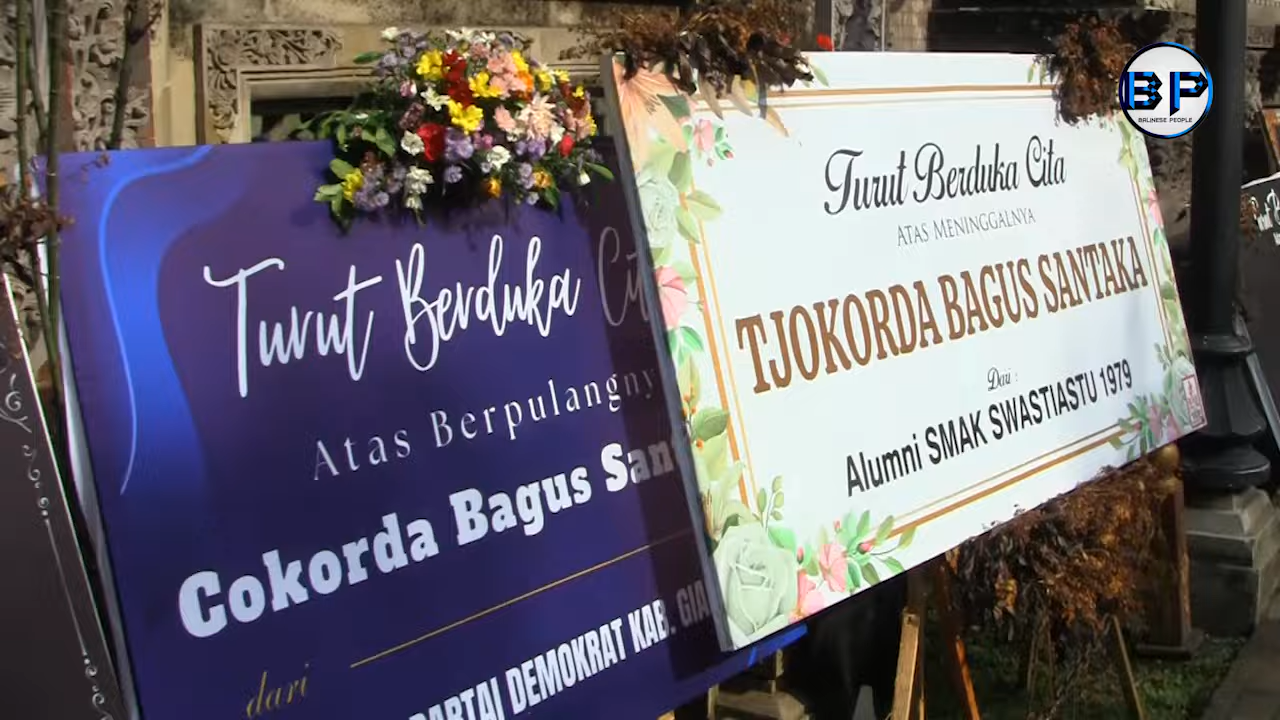 Turut Berduka
Atas Berpulangny
Cokorda Bagus San
dari
PARTAI DEMOKRAT KAB. GIA
Turut Berduka Cita
ATAS MENINGGALNYA
TJOKORDA BAGUS SANTAKA
Dari :
Alumni SMAK SWASTIASTU 1979
BP
BALINESE PEOPLE